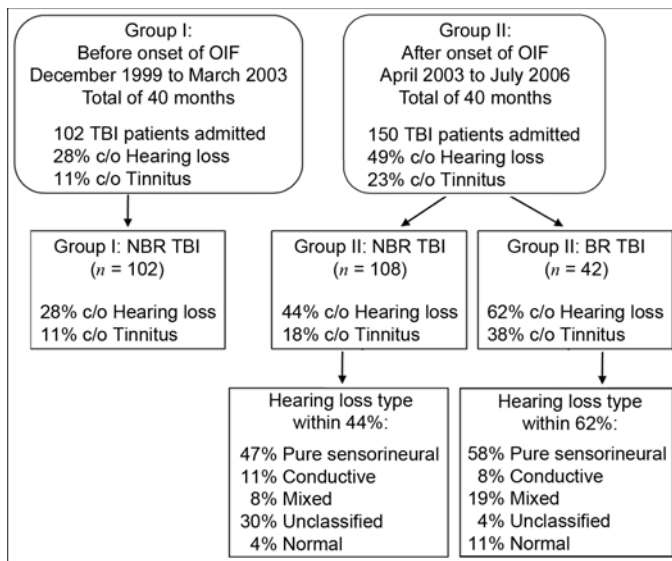 Group I:
Before onset of OIF
December 1999 to March 2003
Total of 40 months
102 TBI patients admitted
28% c/o Hearing loss
11% c/o Tinnitus
Group II:
After onset of OIF
April 2003 to July 2006
Total of 40 months
150 TBI patients admitted
49% c/o Hearing loss
23% c/o Tinnitus
Group I: NBR TBI
(n = 102)
28% c/o Hearing loss
11% c/o Tinnitus
Group II: NBR TBI
(n = 108)
44% c/o Hearing loss
18% c/o Tinnitus
Group II: BR TBI
(n = 42)
62% c/o Hearing loss
38% c/o Tinnitus
Hearing loss type
within 44%:
47% Pure sensorineural
11% Conductive
8% Mixed
30% Unclassified
4% Normal
Hearing loss type
within 62%:
58% Pure sensorineural
8% Conductive
19% Mixed
4% Unclassified
11% Normal